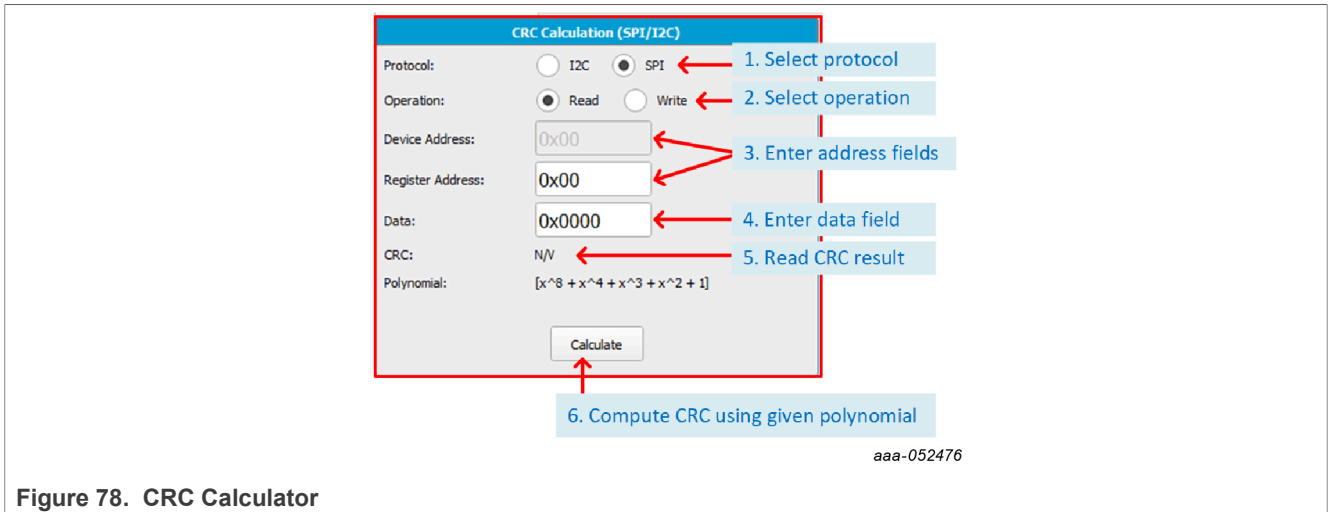 CRC Calculation (SPI/I2C)
Protocol: I2C SPI 1. Select protocol
Operation: Read Write 2. Select operation
Device Address: 0x00
3. Enter address fields
Register Address: 0x00
Data: 0x0000 4. Enter data field
CRC: N/V 5. Read CRC result
Polynomial: [x^8 + x^4 + x^3 + x^2 + 1]
Calculate
6. Compute CRC using given polynomial
aaa-052476
Figure 78. CRC Calculator